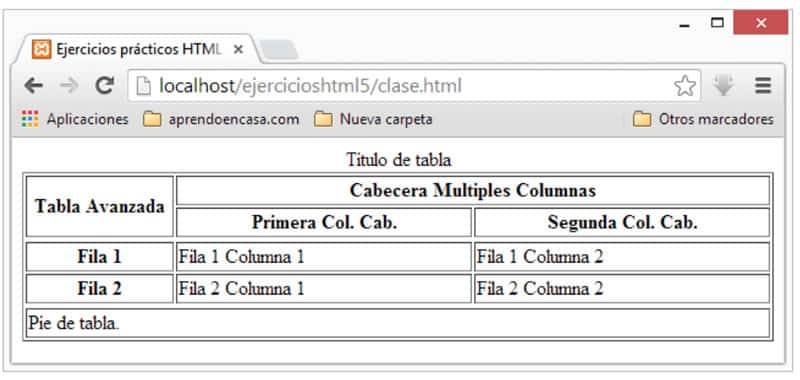 Ejercicios prácticos HTML
localhost/ejercicioshtml5/clase.html
Aplicaciones aprendoencasa.com Nueva carpeta Otros marcadores
Titulo de tabla
Tabla Avanzada
Cabecera Multiples Columnas
Primera Col. Cab. Segunda Col. Cab.
Fila 1 Fila 1 Columna 1 Fila 1 Columna 2
Fila 2 Fila 2 Columna 1 Fila 2 Columna 2
Pie de tabla.